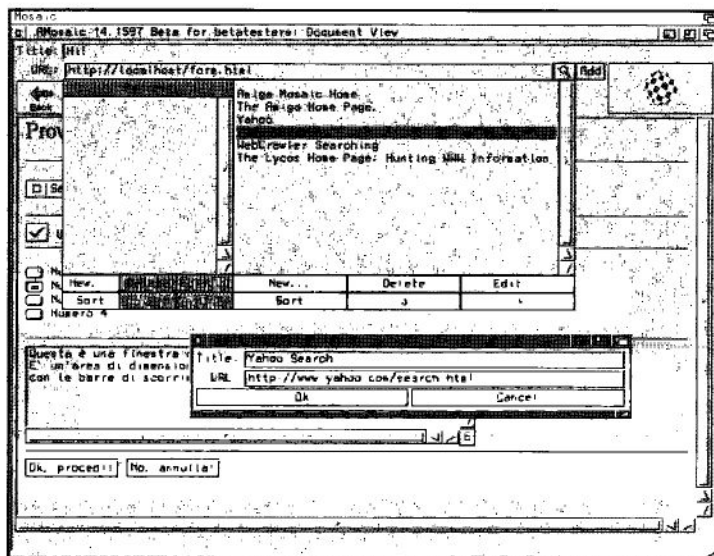 Mosaic
AMosaic 14.1597 Beta for betatesters: Document View
Title: Hi!
URL: http://localhost/form.html
Add
Back
Amiga Mosaic Home.
The Amiga Home Page.
Yahoo
WebCrawler Searching
The Lycos Home Page: Hunting WWW Information
Prov
New.
New...
Delete
Edit
Sort
Sort
Numero 4
Title. Yahoo Search
URL http://www.yahoo.com/search.html
Ok
Cancel
Questa è una finestra
E' un'area di dimension
con le barre di scorri
Ok, procedi!
No, annulla!